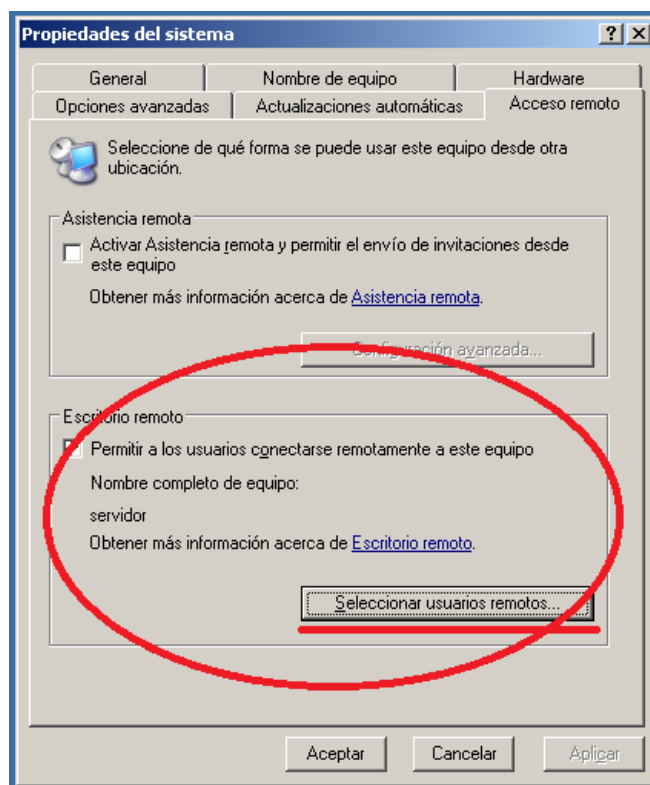 Propiedades del sistema
General
Nombre de equipo
Hardware
Opciones avanzadas
Actualizaciones automáticas
Acceso remoto
Seleccione de qué forma se puede usar este equipo desde otra
ubicación.
Asistencia remota
Activar Asistencia remota y permitir el envío de invitaciones desde
este equipo
Obtener más información acerca de Asistencia remota.
Configuración avanzada...
Escritorio remoto
Permitir a los usuarios conectarse remotamente a este equipo
Nombre completo de equipo:
servidor
Obtener más información acerca de Escritorio remoto.
Seleccionar usuarios remotos...
Aceptar
Cancelar
Aplicar